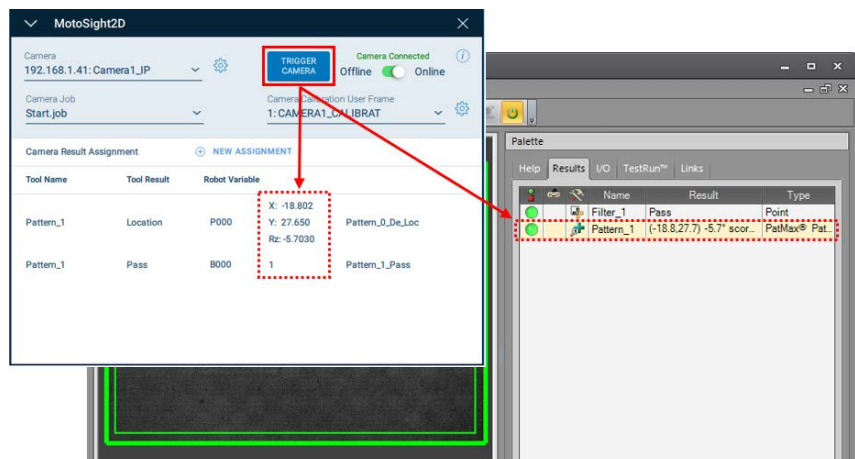 MotoSight2D
Camera
192.168.1.41: Camera1_IP
TRIGGER
CAMERA
Camera Connected
Offline
Online
Camera Job
Start.job
Camera Calibration User Frame
1: CAMERA1_CALIBRAT
Camera Result Assignment
NEW ASSIGNMENT
Tool Name Tool Result Robot Variable
Pattern_1 Location P000
X: -18.802
Y: 27.650
Rz: -5.7030
Pattern_0_De_Loc
Pattern_1 Pass B000 1 Pattern_1_Pass
Palette
Help Results I/O TestRun™ Links
Name Result Type
Filter_1 Pass Point
Pattern_1 (-18.8,27.7) -5.7° scor... PatMax® Pat...